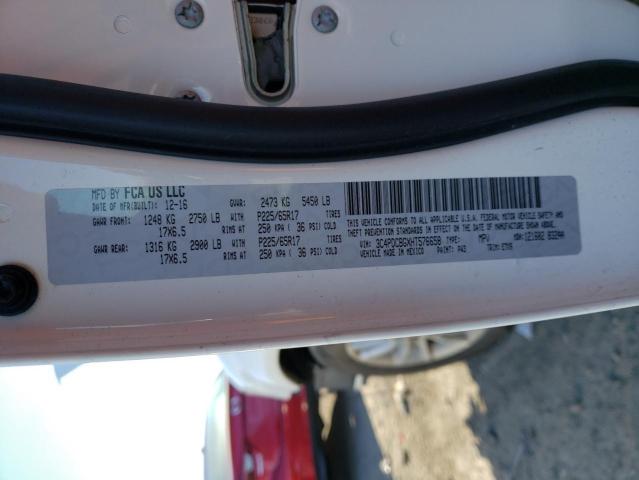 MFD BY FCA US LLC
DATE OF MFR(BUILT): 12-16 GVWR: 2473 KG 5450 LB
GAWR FRONT: 1248 KG 2750 LB WITH P225/65R17 TIRES
17X6.5 RIMS AT 250 KPA ( 36 PSI) COLD
GAWR REAR: 1316 KG 2900 LB WITH P225/65R17 TIRES
17X6.5 RIMS AT 250 KPA ( 36 PSI) COLD
THIS VEHICLE CONFORMS TO ALL APPLICABLE U.S.A. FEDERAL MOTOR VEHICLE SAFETY AND
THEFT PREVENTION STANDARDS IN EFFECT ON THE DATE OF MANUFACTURE SHOWN ABOVE.
VIN: 3C4PDCBGXHT576650 TYPE: MPV MDH:
VEHICLE MADE IN MEXICO PAINT: TRIM: